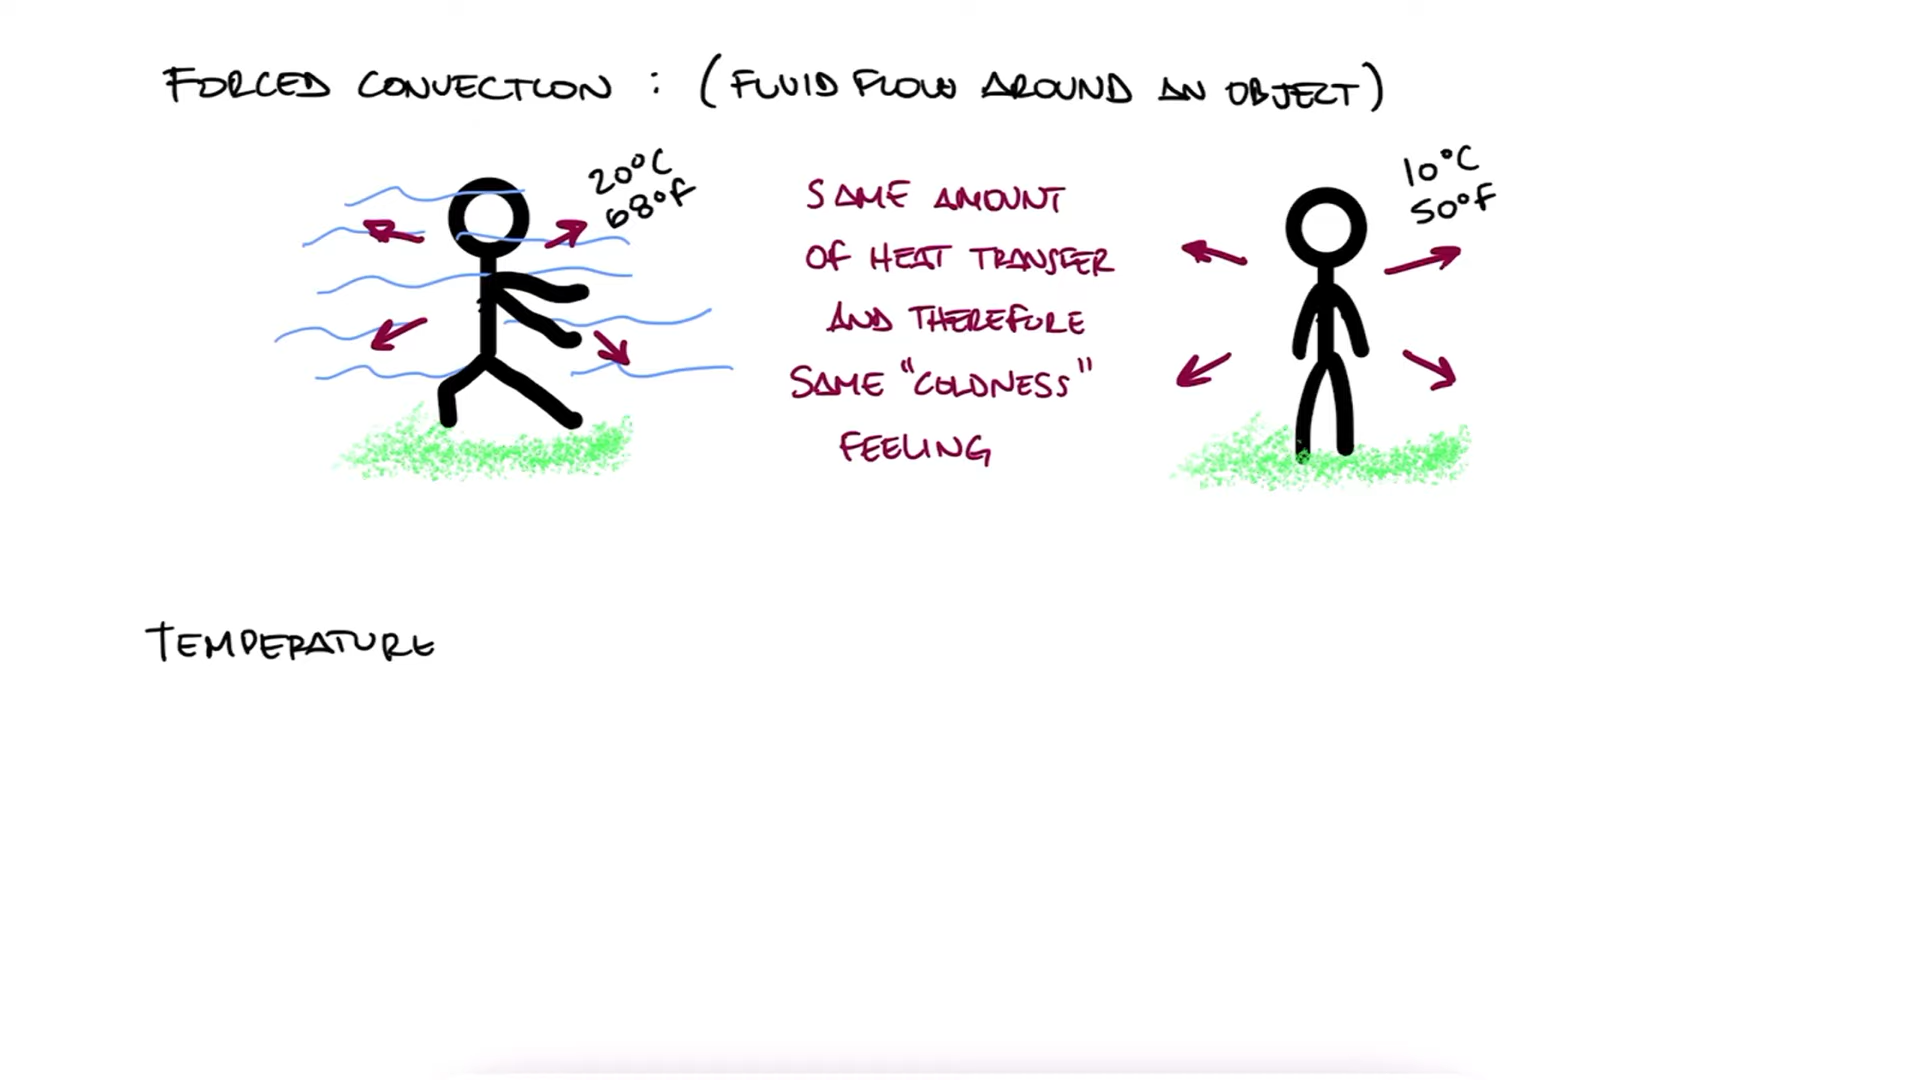 FORCED CONVECTION : (FLUID FLOW AROUND AN OBJECT)
20°C
68°F
SAME AMOUNT
OF HEAT TRANSFER
AND THEREFORE
SAME "COLDNESS"
FEELING
10°C
50°F
TEMPERATURE